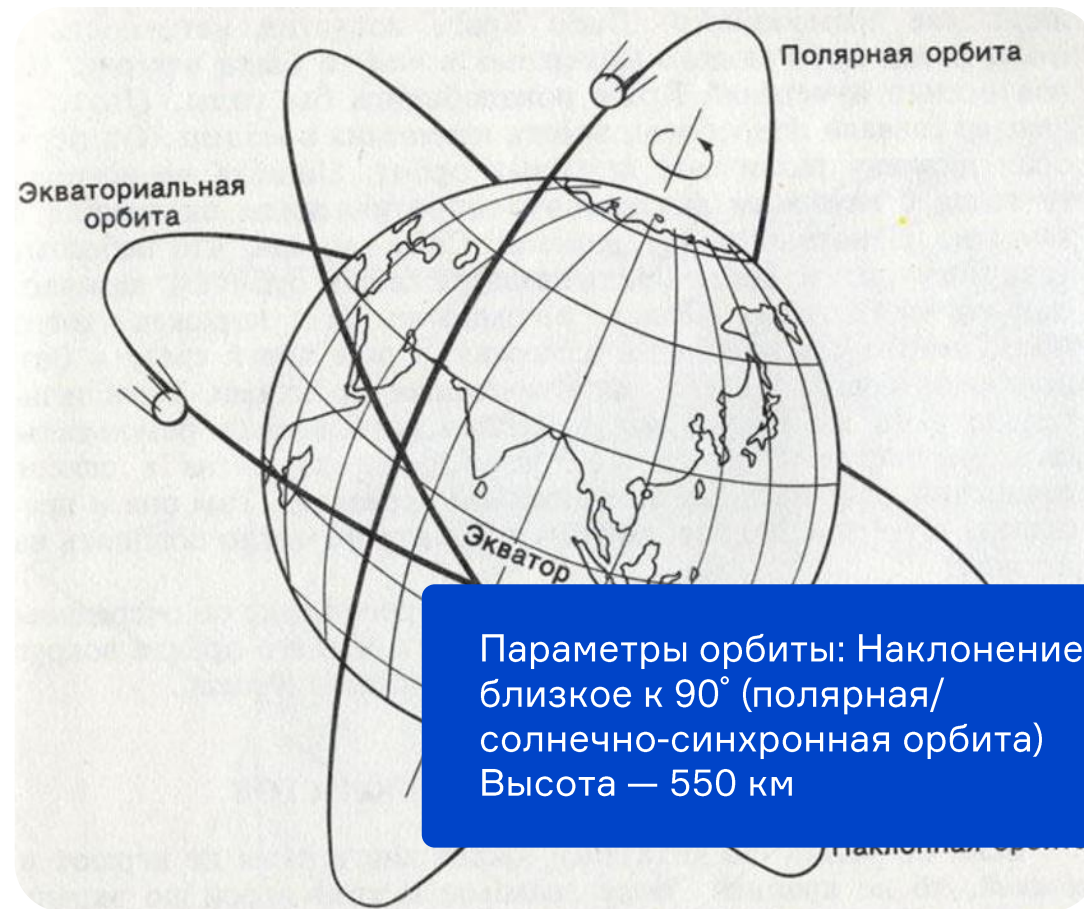 Полярная орбита
Экваториальная
орбита
Экватор
Параметры орбиты: Наклонение
близкое к 90° (полярная/
солнечно-синхронная орбита)
Высота — 550 км